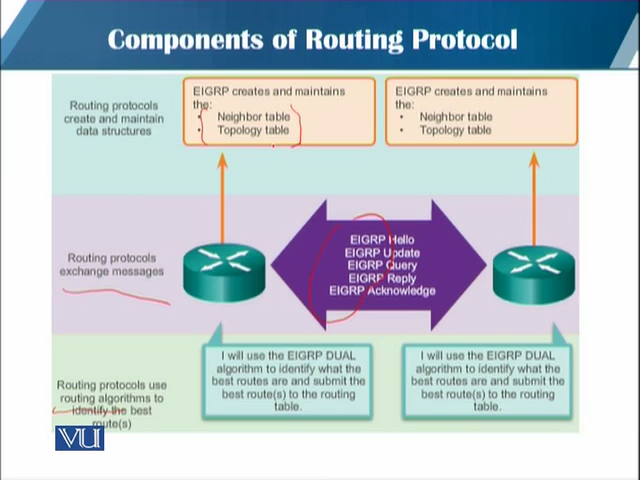 Components of Routing Protocol
Routing protocols
create and maintain
data structures
EIGRP creates and maintains
the:
• Neighbor table
• Topology table
EIGRP creates and maintains
the:
• Neighbor table
• Topology table
Routing protocols
exchange messages
EIGRP Hello
EIGRP Update
EIGRP Query
EIGRP Reply
EIGRP Acknowledge
Routing protocols use
routing algorithms to
identify the best
route(s)
I will use the EIGRP DUAL
algorithm to identify what the
best routes are and submit the
best route(s) to the routing
table.
I will use the EIGRP DUAL
algorithm to identify what the
best routes are and submit the
best route(s) to the routing
table.
VU